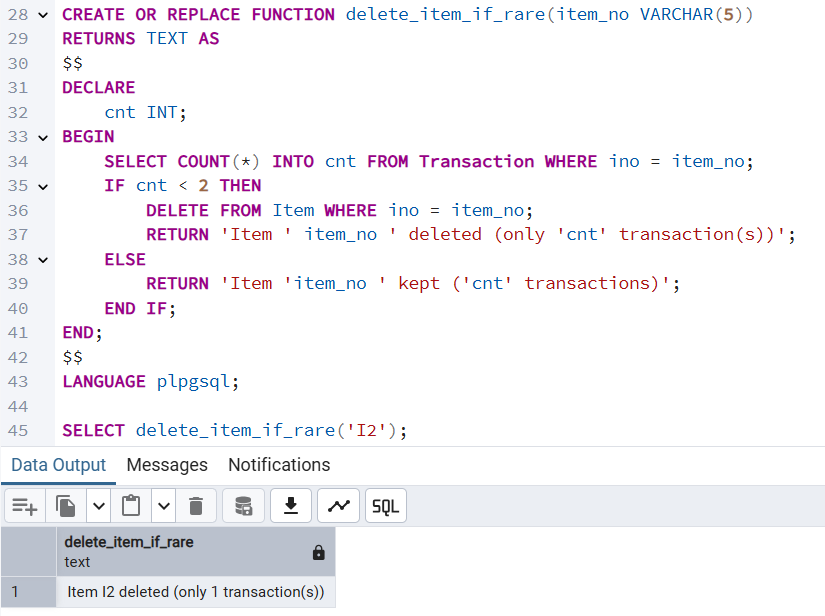 28 CREATE OR REPLACE FUNCTION delete_item_if_rare(item_no VARCHAR(5))
29 RETURNS TEXT AS
30 $$
31 DECLARE
32     cnt INT;
33 BEGIN
34     SELECT COUNT(*) INTO cnt FROM Transaction WHERE ino = item_no;
35     IF cnt < 2 THEN
36         DELETE FROM Item WHERE ino = item_no;
37         RETURN 'Item ' item_no ' deleted (only 'cnt' transaction(s))';
38     ELSE
39         RETURN 'Item 'item_no ' kept ('cnt' transactions)';
40     END IF;
41 END;
42 $$
43 LANGUAGE plpgsql;
44
45 SELECT delete_item_if_rare('I2');
Data Output Messages Notifications
SQL
delete_item_if_rare
text
1 Item I2 deleted (only 1 transaction(s))